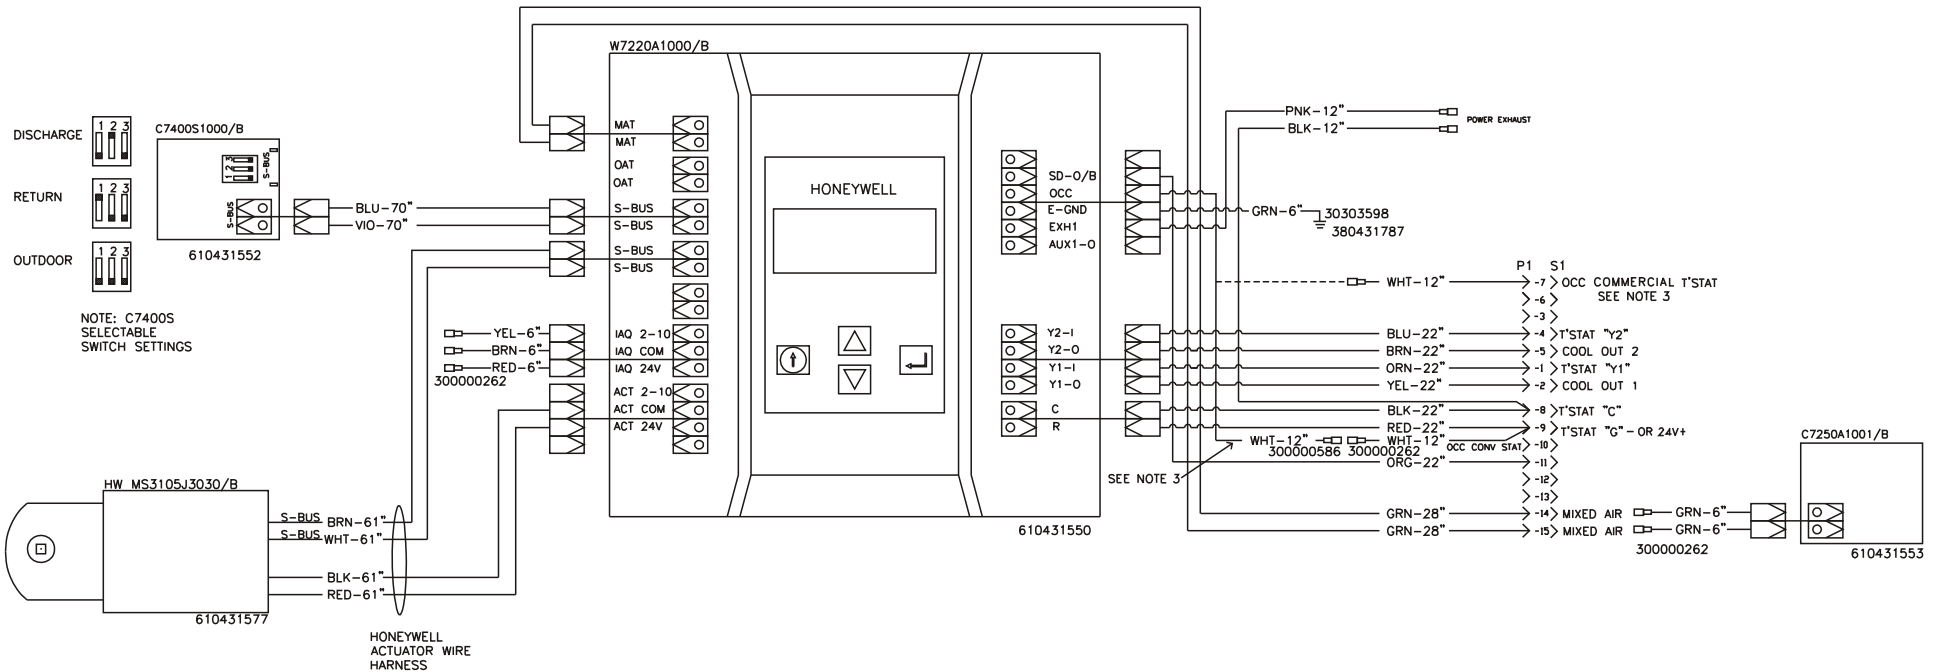 W7220A1000/B
DISCHARGE
1 2 3
RETURN
1 2 3
OUTDOOR
1 2 3
NOTE: C7400S
SELECTABLE
SWITCH SETTINGS
C7400S1000/B
1 2 3
S-BUS
S-BUS
610431552
BLU-70"
VIO-70"
YEL-6"
BRN-6"
RED-6"
300000262
HW MS3105J3030/B
S-BUS BRN-61"
S-BUS WHT-61"
BLK-61"
RED-61"
610431577
HONEYWELL
ACTUATOR WIRE
HARNESS
MAT
MAT
OAT
OAT
S-BUS
S-BUS
S-BUS
S-BUS
IAQ 2-10
IAQ COM
IAQ 24V
ACT 2-10
ACT COM
ACT 24V
HONEYWELL
SD-O/B
OCC
E-GND
EXH1
AUX1-O
Y2-I
Y2-O
Y1-I
Y1-O
C
R
610431550
PNK-12"
BLK-12"
POWER EXHAUST
GRN-6"
30303598
380431787
P1 S1
WHT-12" -7 OCC COMMERCIAL T'STAT
SEE NOTE 3
-6
-3
BLU-22" -4 T'STAT "Y2"
BRN-22" -5 COOL OUT 2
ORN-22" -1 T'STAT "Y1"
YEL-22" -2 COOL OUT 1
BLK-22" -8 T'STAT "C"
RED-22" -9 T'STAT "G"-OR 24V+
WHT-12" WHT-12" OCC CONV STAT -10
300000586 300000262
ORG-22" -11
SEE NOTE 3
-12
-13
GRN-28" -14 MIXED AIR GRN-6"
GRN-28" -15 MIXED AIR GRN-6"
300000262
C7250A1001/B
610431553